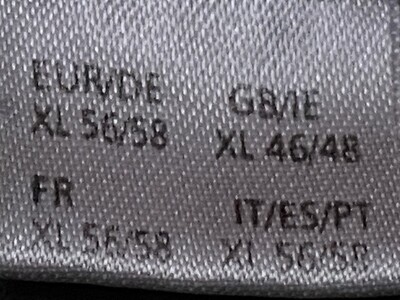 EUR/DE
XL 56/58
GB/IE
XL 46/48
FR
XL 56/58
IT/ES/PT
XL 56/58